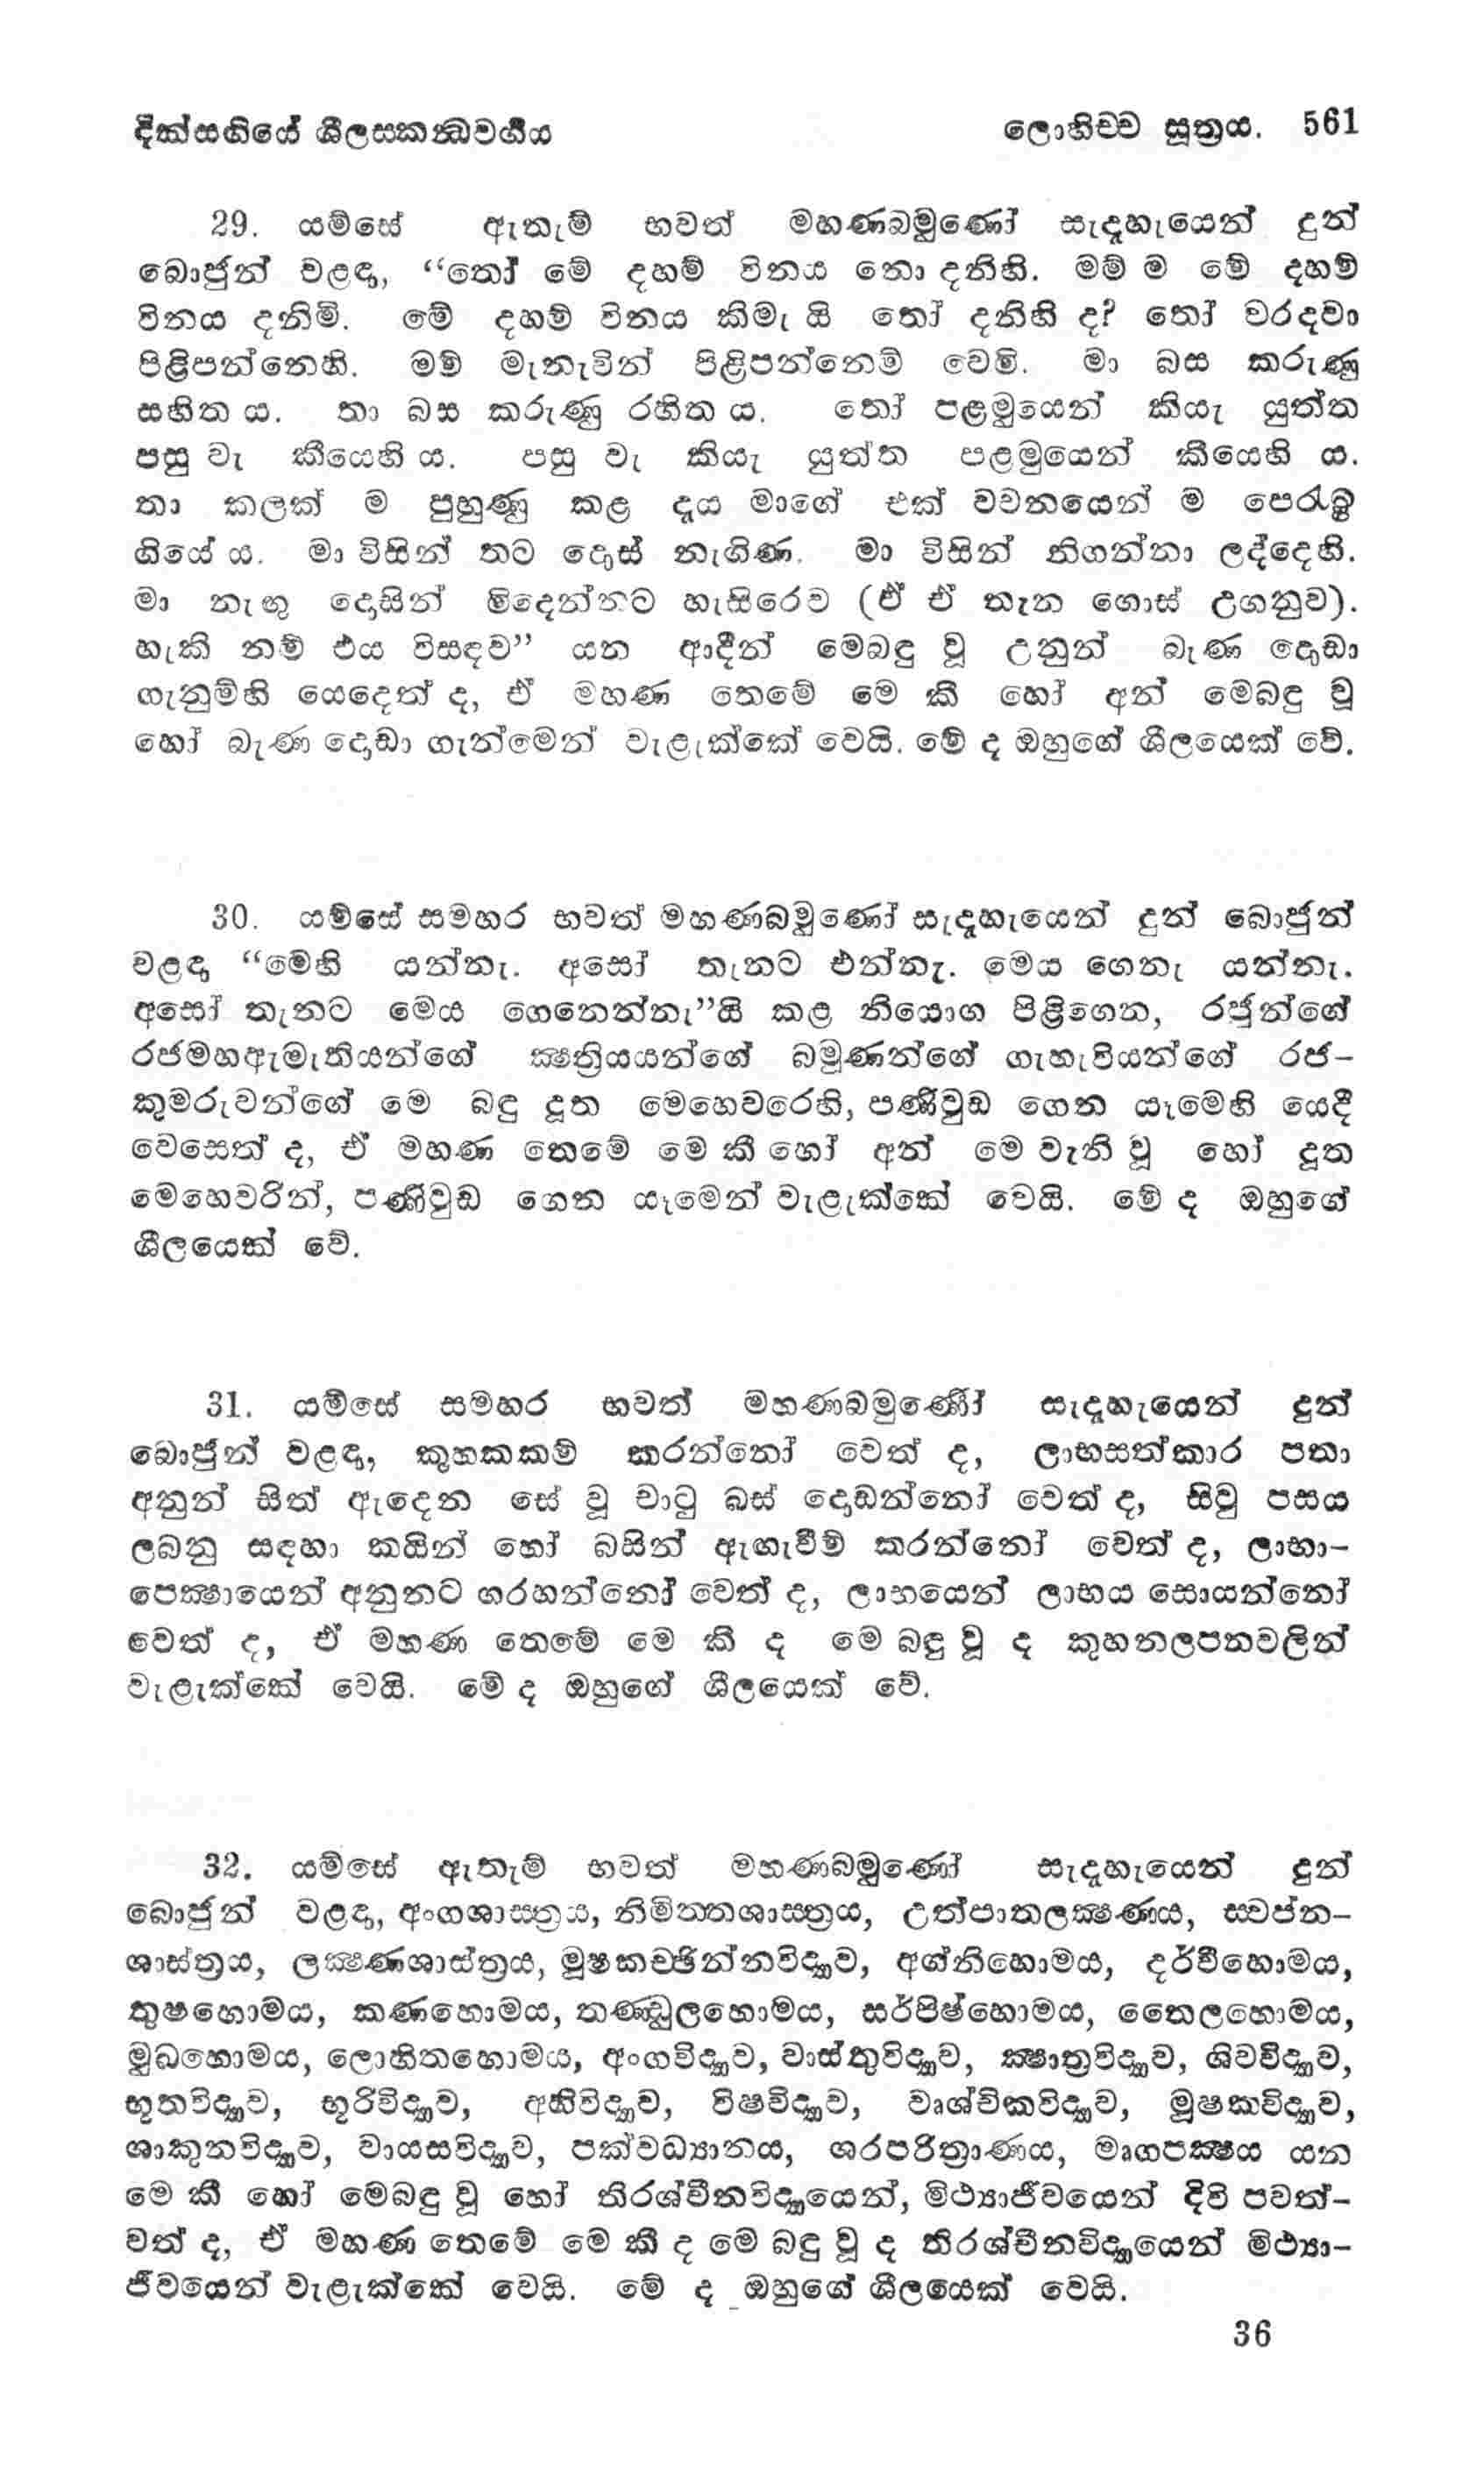 දික්සඟියේ ශීලස්කන්ධවර්ගය
ලොහිච්ච සූත්‍රය. 561
29. යම්සේ ඇතැම් භවත් මහණබමුණෝ සැදැහැයෙන් දුන්
බොජුන් වළඳා, “තෝ මේ දහම් විනය නො දනිහි. මම් ම මේ දහම්
විනය දනිමි. මේ දහම් විනය කිමැ යි තෝ දනිහි ද? තෝ වරදවා
පිළිපන්නෙහි. මම් මැනැවින් පිළිපන්නෙම් වෙමි. මා බස කරුණු
සහිත ය. තා බස කරුණු රහිත ය. තෝ පළමුයෙන් කියැ යුත්ත
පසු වැ කීයෙහි ය. පසු වැ කියැ යුත්ත පළමුයෙන් කීයෙහි ය.
තා කලක් ම පුහුණු කළ දෑය මාගේ එක් වචනයෙන් ම පෙරැළි
ගියේ ය. මා විසින් තට දොස් නැගිණ. මා විසින් නිගන්නා ලද්දෙහි.
මා නැඟූ දොසින් මිදෙන්නට හැසිරෙව (ඒ ඒ තැන ගොස් උගනුව).
හැකි නම් එය විසඳව” යන ආදීන් මෙබඳු වූ උනුන් බැණ දොඩා
ගැනුම්හි යෙදෙත් ද, ඒ මහණ තෙමේ මෙ කී හෝ අන් මෙබඳු වූ
හෝ බැණ දොඩා ගැන්මෙන් වැළැක්කේ වෙයි. මේ ද ඔහුගේ ශීලයෙක් වේ.
30. යම්සේ සමහර භවත් මහණබමුණෝ සැදැහැයෙන් දුන් බොජුන්
වළඳා “මෙහි යන්නැ. අසෝ තැනට එන්නැ. මෙය ගෙනැ යන්නැ.
අසෝ තැනට මෙය ගෙනෙන්නැ”යි කළ නියොග පිළිගෙන, රජුන්ගේ
රජමහඇමැතියන්ගේ ක්‍ෂත්‍රියයන්ගේ බමුණන්ගේ ගැහැවියන්ගේ රජ-
කුමරුවන්ගේ මෙ බඳු දූත මෙහෙවරෙහි, පණිවුඩ ගෙන යෑමෙහි යෙදී
වෙසෙත් ද, ඒ මහණ තෙමේ මෙ කී හෝ අන් මෙ වැනි වූ හෝ දූත
මෙහෙවරින්, පණිවුඩ ගෙන යෑමෙන් වැළැක්කේ වෙයි. මේ ද ඔහුගේ
ශීලයෙක් වේ.
31. යම්සේ සමහර භවත් මහණබමුණෝ සැදැහැයෙන් දුන්
බොජුන් වළඳා, කුහකකම් කරන්නෝ වෙත් ද, ලාභසත්කාර පතා
අනුන් සිත් ඇදෙන සේ වූ චාටු බස් දොඩන්නෝ වෙත් ද, සිවු පසය
ලබනු සඳහා කයින් හෝ බසින් ඇඟැවීම් කරන්නෝ වෙත් ද, ලාභා-
පෙක්‍ෂායෙන් අනුනට ගරහන්නෝ වෙත් ද, ලාභයෙන් ලාභය සොයන්නෝ
වෙත් ද, ඒ මහණ තෙමේ මෙ කී ද මෙ බඳු වූ ද කුහනලපනවලින්
වැළැක්කේ වෙයි. මේ ද ඔහුගේ ශීලයෙක් වේ.
32. යම්සේ ඇතැම් භවත් මහණබමුණෝ සැදැහැයෙන් දුන්
බොජුන් වළඳා, අංගශාස්ත්‍රය, නිමිත්තශාස්ත්‍රය, උත්පාතලක්‍ෂණය, ස්වප්න-
ශාස්ත්‍රය, ලක්‍ෂණශාස්ත්‍රය, මූෂකච්ඡින්නවිද්‍යාව, අග්නිහොමය, දර්වීහොමය,
තුෂහොමය, කණහොමය, තණ්ඩුලහොමය, සර්පිෂ්හොමය, තෛලහොමය,
මුඛහොමය, ලොහිතහොමය, අංගවිද්‍යාව, වාස්තුවිද්‍යාව, ක්‍ෂාත්‍රවිද්‍යාව, ශිවවිද්‍යාව,
භූතවිද්‍යාව, භූරිවිද්‍යාව, අහිවිද්‍යාව, විෂවිද්‍යාව, වෘශ්චිකවිද්‍යාව, මූෂකවිද්‍යාව,
ශාකුනවිද්‍යාව, වායසවිද්‍යාව, පක්වධ්‍යානය, ශරපරිත්‍රාණය, මෘගපක්‍ෂය යන
මෙ කී හෝ මෙබඳු වූ හෝ තිරශ්චීනවිද්‍යායෙන්, මිථ්‍යාජීවයෙන් දිවි පවත්-
වත් ද, ඒ මහණ තෙමේ මෙ කී ද මෙ බඳු වූ ද තිරශ්චීනවිද්‍යායෙන් මිථ්‍යා-
ජීවයෙන් වැළැක්කේ වෙයි. මේ ද ඔහුගේ ශීලයෙක් වෙයි.
36